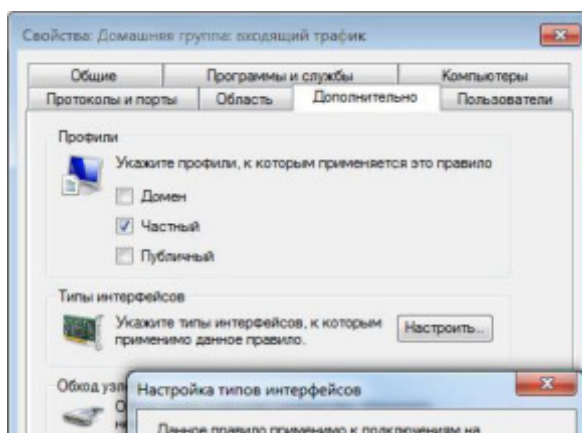 Свойства: Домашняя группа: входящий трафик
Общие Программы и службы Компьютеры
Протоколы и порты Область Дополнительно Пользователи
Профили
Укажите профили, к которым применяется это правило
Домен
Частный
Публичный
Типы интерфейсов
Укажите типы интерфейсов, к которым
применимо данное правило.
Настроить...
Обход
Настройка типов интерфейсов
Данное правило применимо к подключениям на